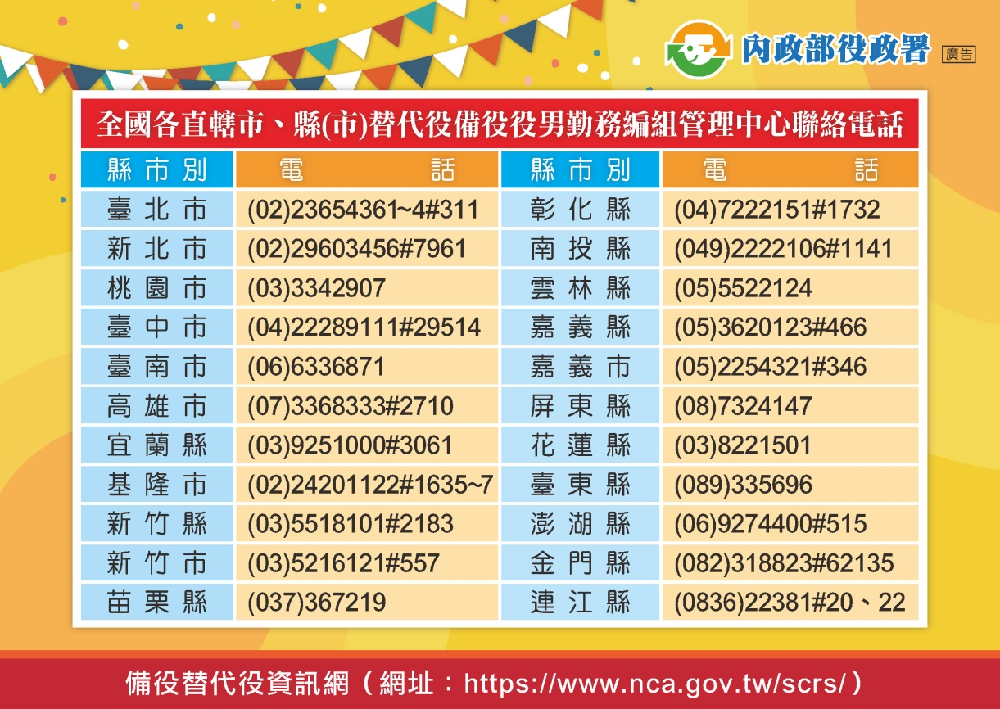 內政部役政署 廣告
全國各直轄市、縣(市)替代役備役役男勤務編組管理中心聯絡電話
縣市別 電話 縣市別 電話
臺北市 (02)23654361~4#311 彰化縣 (04)7222151#1732
新北市 (02)29603456#7961 南投縣 (049)2222106#1141
桃園市 (03)3342907 雲林縣 (05)5522124
臺中市 (04)22289111#29514 嘉義縣 (05)3620123#466
臺南市 (06)6336871 嘉義市 (05)2254321#346
高雄市 (07)3368333#2710 屏東縣 (08)7324147
宜蘭縣 (03)9251000#3061 花蓮縣 (03)8221501
基隆市 (02)24201122#1635~7 臺東縣 (089)335696
新竹縣 (03)5518101#2183 澎湖縣 (06)9274400#515
新竹市 (03)5216121#557 金門縣 (082)318823#62135
苗栗縣 (037)367219 連江縣 (0836)22381#20、22
備役替代役資訊網（網址：https://www.nca.gov.tw/scrs/）